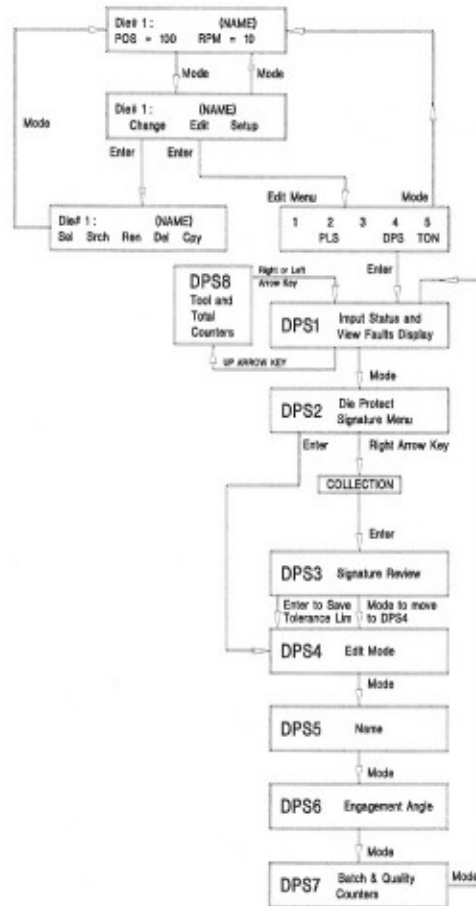 Die# 1: (NAME)
POS = 100 RPM = 10
Mode Mode
Mode
Die# 1: (NAME)
Change Edit Setup
Enter Enter
Edit Menu Mode
Die# 1: (NAME)
Sel Srch Ren Del Cpy
1 2 3 4 5
PLS DPS TON
Enter
DPS8
Tool and
Total
Counters
Right or Left
Arrow Key
DPS1 Input Status and
View Faults Display
UP ARROW KEY
Mode
DPS2 Die Protect
Signature Menu
Enter Right Arrow Key
COLLECTION
Enter
DPS3 Signature Review
Enter to Save
Tolerance Lim
Mode to move
to DPS4
DPS4 Edit Mode
Mode
DPS5 Name
Mode
DPS6 Engagement Angle
Mode
DPS7 Batch & Quality
Counters
Mode